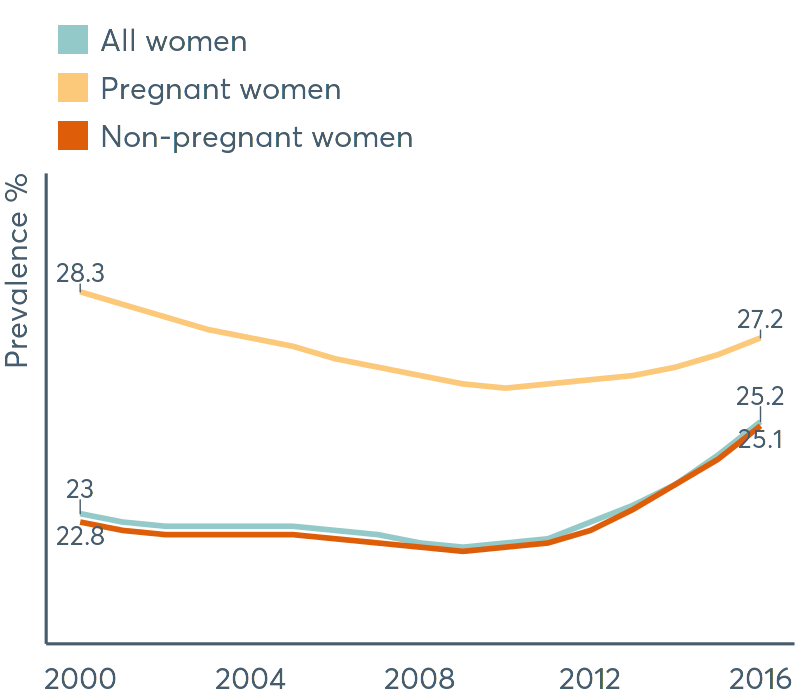 All women
Pregnant women
Non-pregnant women
Prevalence %
28.3
27.2
25.2
25.1
23
22.8
2000 2004 2008 2012 2016